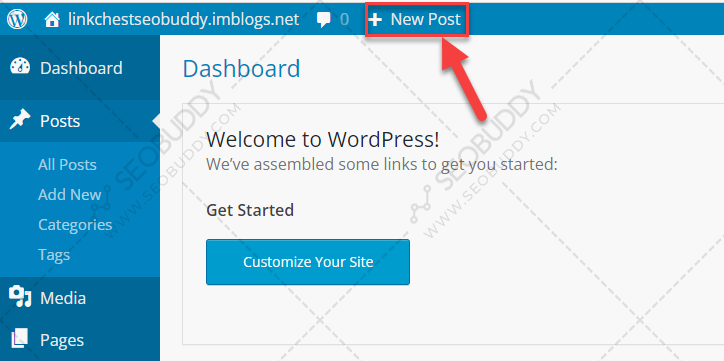 linkchestseobuddy.imblogs.net 0 + New Post
Dashboard
Dashboard
Posts
All Posts
Add New
Categories
Tags
Media
Pages
Welcome to WordPress!
We've assembled some links to get you started:
Get Started
Customize Your Site
SEOBUDDY
WWW.SEOBUDDY.COM
SEOBUDDY
WWW.SEOBUDDY.COM